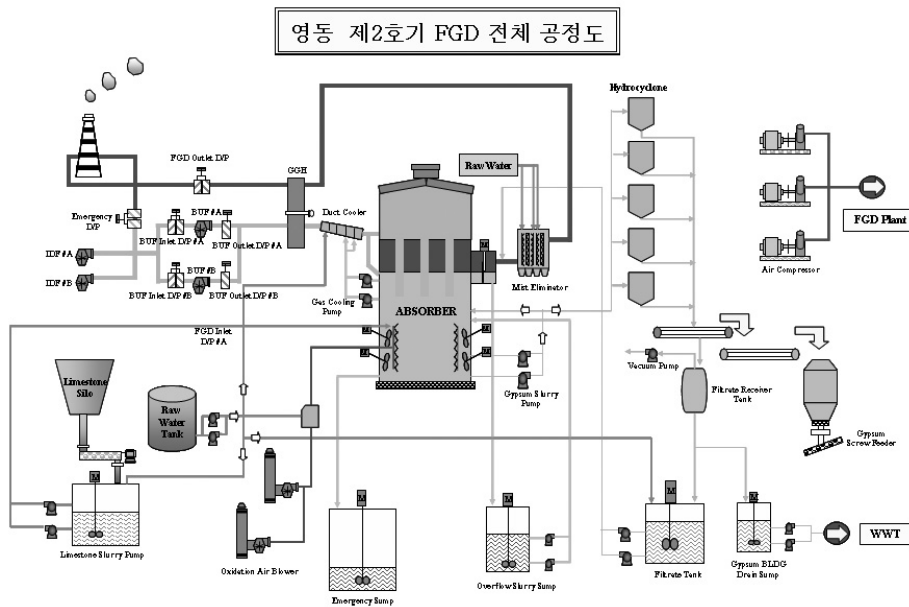 영동 제2호기 FGD 전체 공정도
Hydrocyclone
FGD Outlet D/P
GGH
Raw Water
Duct Cooler
Emergency
D/P
BUF #A
BUF Inlet D/P #A
BUF Outlet D/P #A
IDF #A
IDF #B
BUF #B
BUF Inlet D/P #B
BUF Outlet D/P #B
M
Mist Eliminator
Gas Cooling
Pump
ABSORBER
FGD Inlet
D/P #A
M
M
M
M
Air Compressor
FGD Plant
Gypsum Slurry
Pump
Vacuum Pump
Filtrate Receiver
Tank
Gypsum
Screw Feeder
Limestone
Silo
Raw
Water
Tank
M
Limestone Slurry Pump
Oxidation Air Blower
M
Emergency Sump
M
Overflow Slurry Sump
M
Filtrate Tank
M
Gypsum BLDG
Drain Sump
WWT